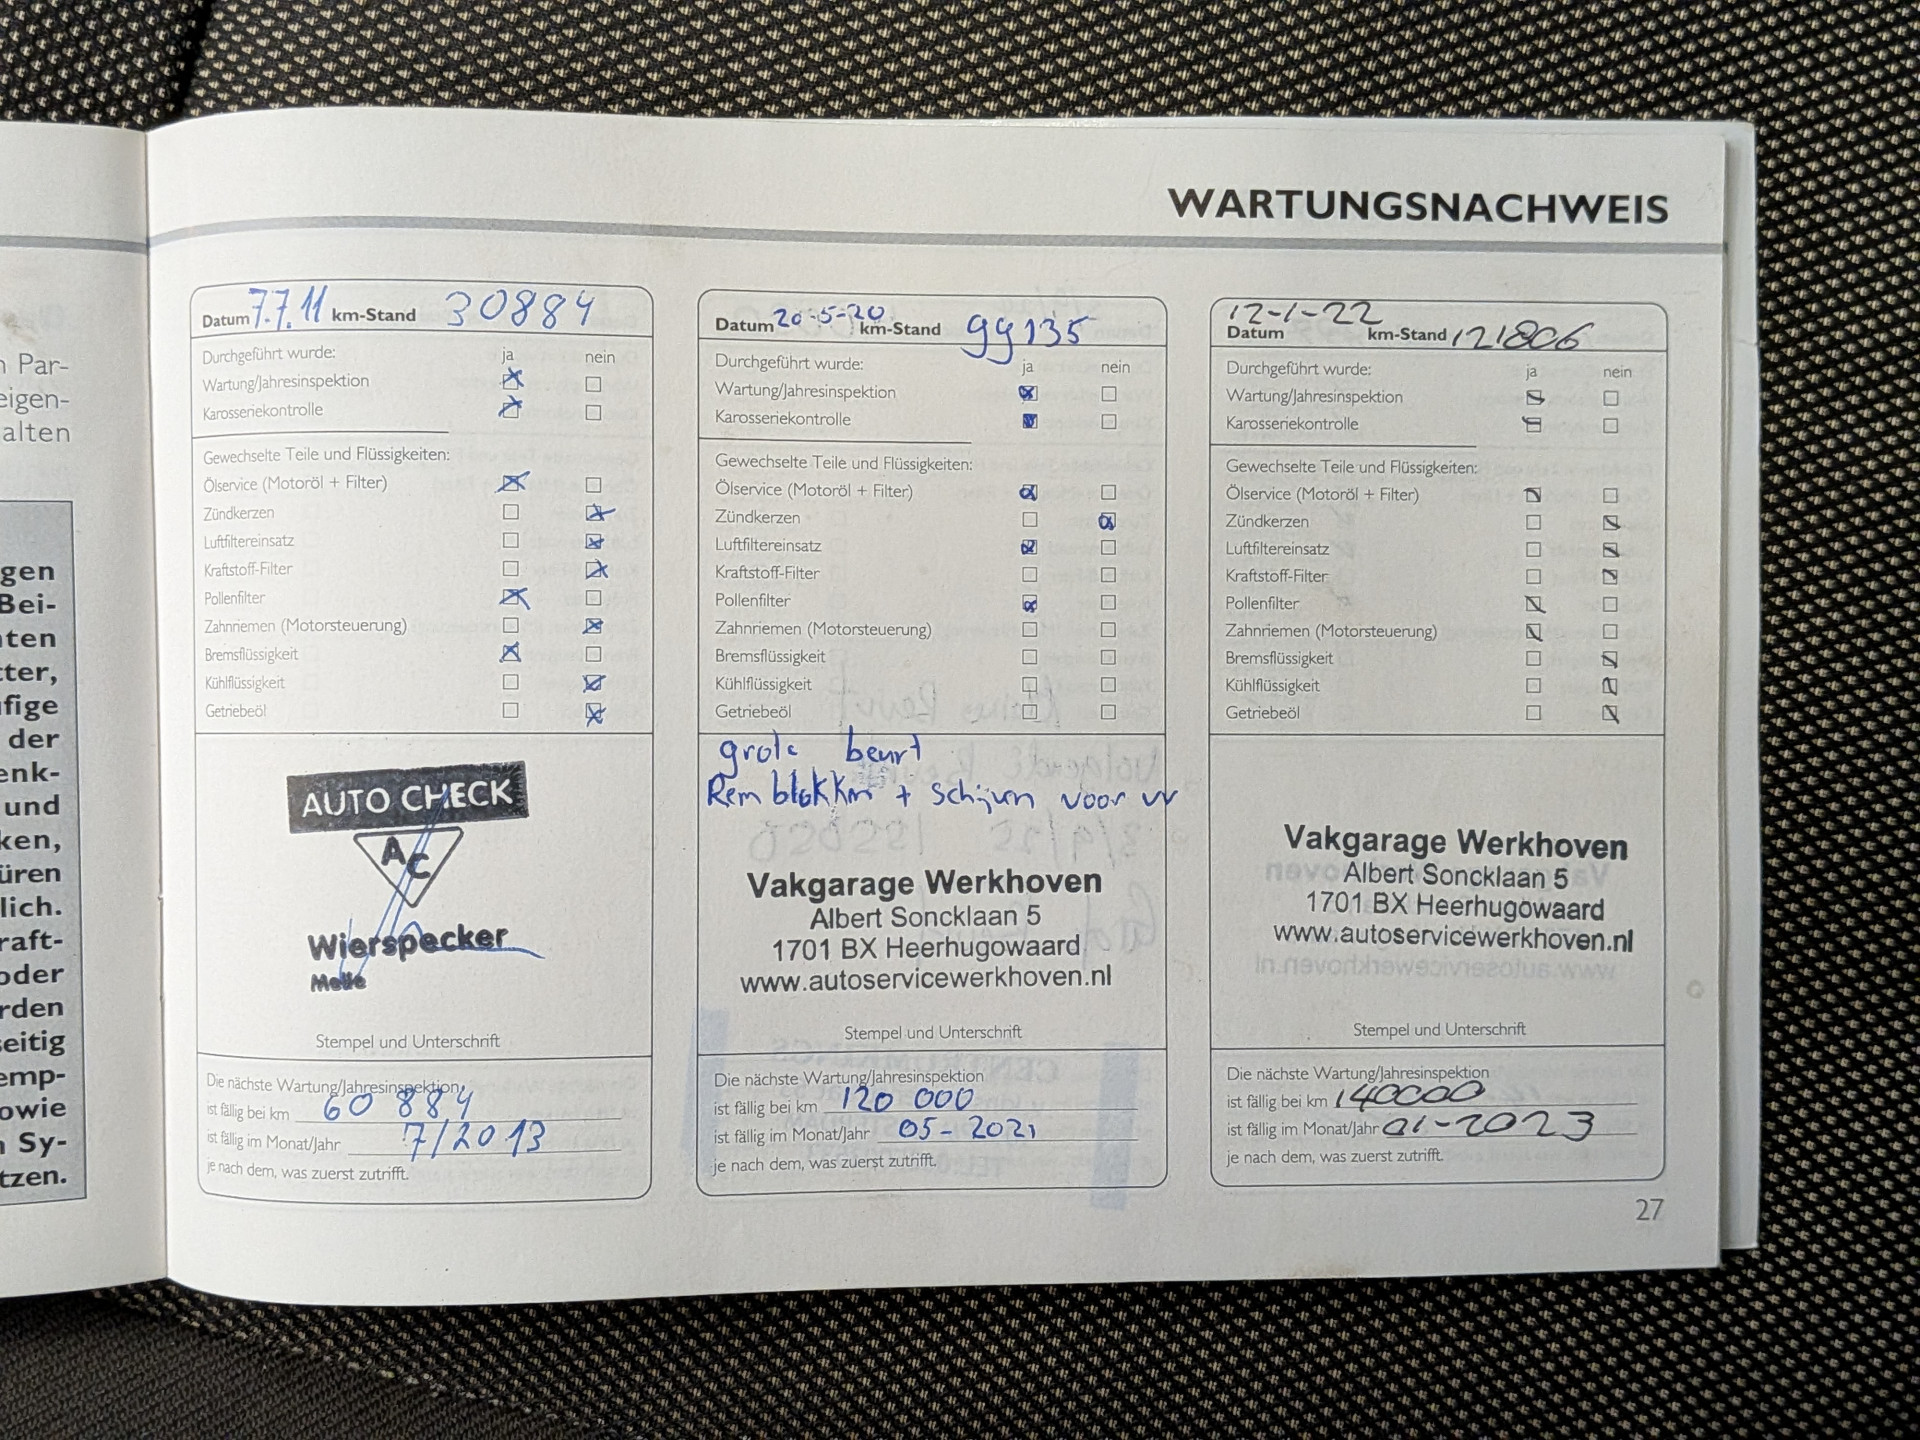 n Par-
eigen-
alten
gen
Bei-
ten
tter,
fige
der
enk-
und
ken,
üren
lich.
raft-
oder
rden
seitig
emp-
owie
n Sy-
tzen.
WARTUNGSNACHWEIS
Datum 7.7.11 km-Stand 30884
Durchgeführt wurde: ja nein
Wartung/Jahresinspektion
Karosseriekontrolle
Gewechselte Teile und Flüssigkeiten:
Ölservice (Motoröl + Filter)
Zündkerzen
Luftfiltereinsatz
Kraftstoff-Filter
Pollenfilter
Zahnriemen (Motorsteuerung)
Bremsflüssigkeit
Kühlflüssigkeit
Getriebeöl
AUTO CHECK
AC
Wierspecker
Melle
Stempel und Unterschrift
Die nächste Wartung/Jahresinspektion
ist fällig bei km 60 884
ist fällig im Monat/Jahr 7/2013
je nach dem, was zuerst zutrifft.
Datum 20-5-20 km-Stand 99135
Durchgeführt wurde: ja nein
Wartung/Jahresinspektion
Karosseriekontrolle
Gewechselte Teile und Flüssigkeiten:
Ölservice (Motoröl + Filter)
Zündkerzen
Luftfiltereinsatz
Kraftstoff-Filter
Pollenfilter
Zahnriemen (Motorsteuerung)
Bremsflüssigkeit
Kühlflüssigkeit
Getriebeöl
grote beurt
Rem blokken + schijven voor vv
Vakgarage Werkhoven
Albert Soncklaan 5
1701 BX Heerhugowaard
www.autoservicewerkhoven.nl
Stempel und Unterschrift
Die nächste Wartung/Jahresinspektion
ist fällig bei km 120 000
ist fällig im Monat/Jahr 05-2021
je nach dem, was zuerst zutrifft.
Datum 12-1-22 km-Stand 121806
Durchgeführt wurde: ja nein
Wartung/Jahresinspektion
Karosseriekontrolle
Gewechselte Teile und Flüssigkeiten:
Ölservice (Motoröl + Filter)
Zündkerzen
Luftfiltereinsatz
Kraftstoff-Filter
Pollenfilter
Zahnriemen (Motorsteuerung)
Bremsflüssigkeit
Kühlflüssigkeit
Getriebeöl
Vakgarage Werkhoven
Albert Soncklaan 5
1701 BX Heerhugowaard
www.autoservicewerkhoven.nl
Stempel und Unterschrift
Die nächste Wartung/Jahresinspektion
ist fällig bei km 140000
ist fällig im Monat/Jahr 01-2023
je nach dem, was zuerst zutrifft.
27